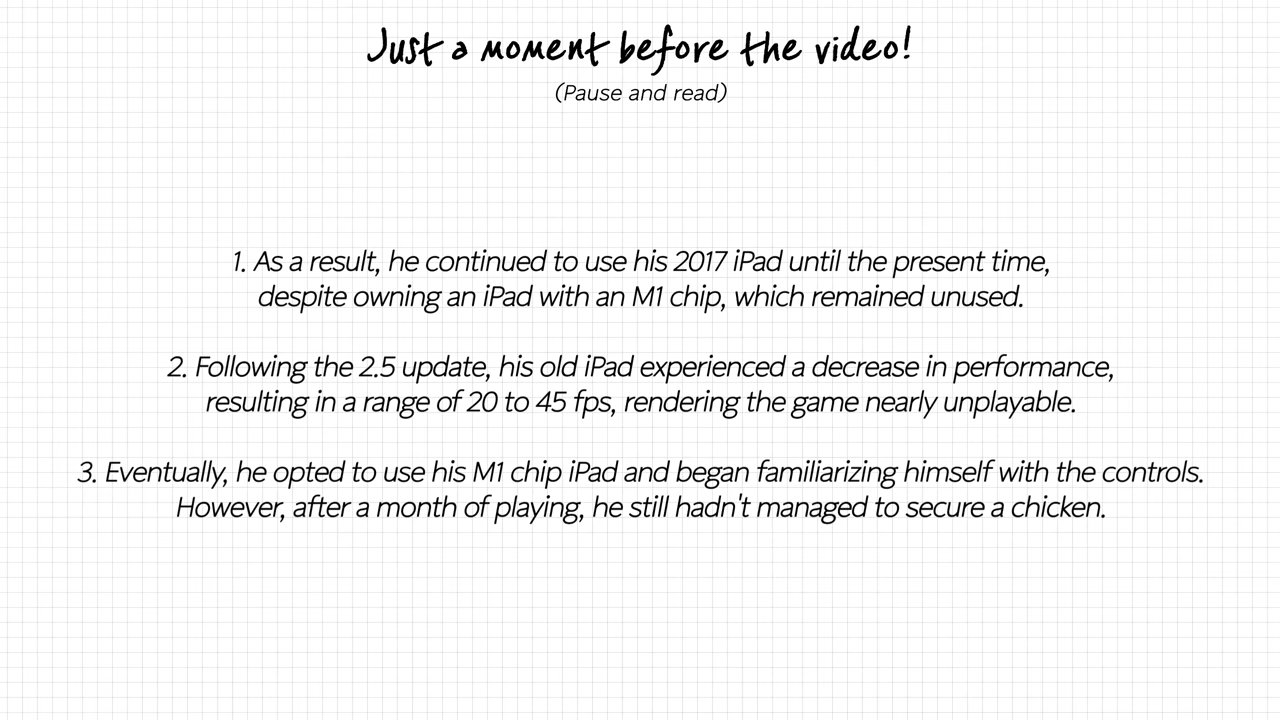 Just a moment before the video!
(Pause and read)
1. As a result, he continued to use his 2017 iPad until the present time,
despite owning an iPad with an M1 chip, which remained unused.
2. Following the 2.5 update, his old iPad experienced a decrease in performance,
resulting in a range of 20 to 45 fps, rendering the game nearly unplayable.
3. Eventually, he opted to use his M1 chip iPad and began familiarizing himself with the controls.
However, after a month of playing, he still hadn't managed to secure a chicken.